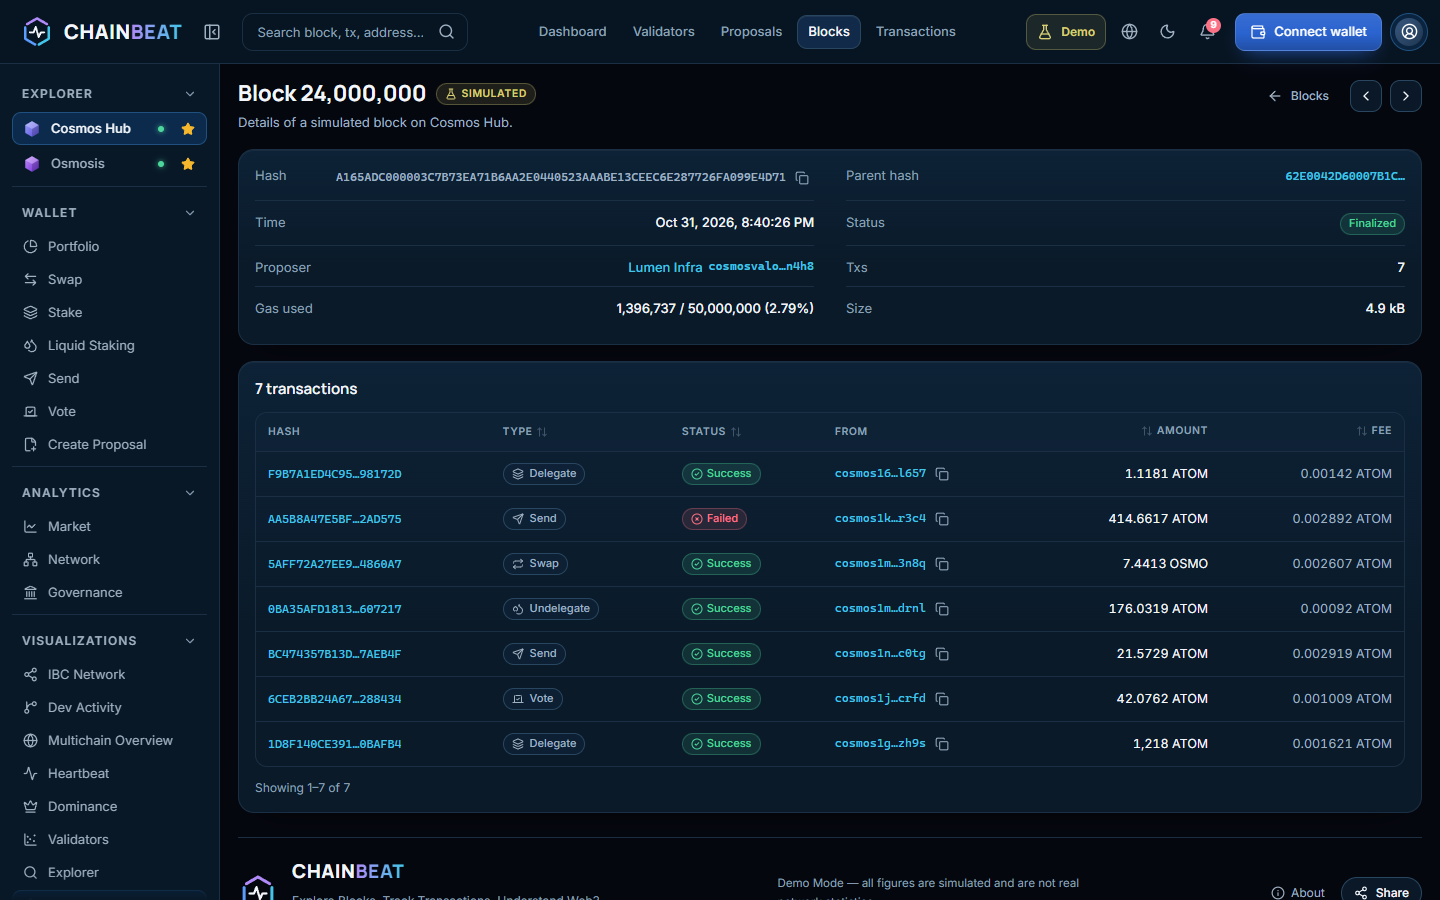 CHAINBEAT
Search block, tx, address...
Dashboard
Validators
Proposals
Blocks
Transactions
Demo
9
Connect wallet
EXPLORER
Cosmos Hub
Osmosis
WALLET
Portfolio
Swap
Stake
Liquid Staking
Send
Vote
Create Proposal
ANALYTICS
Market
Network
Governance
VISUALIZATIONS
IBC Network
Dev Activity
Multichain Overview
Heartbeat
Dominance
Validators
Explorer
Block 24,000,000 SIMULATED
Details of a simulated block on Cosmos Hub.
Blocks
Hash A165ADC000003C7B73EA71B6AA2E0440523AAABE13CEEC6E287726FA099E4D71
Parent hash 62E0042D60007B1C…
Time Oct 31, 2026, 8:40:26 PM
Status Finalized
Proposer Lumen Infra cosmosvalo…n4h8
Txs 7
Gas used 1,396,737 / 50,000,000 (2.79%)
Size 4.9 kB
7 transactions
HASH TYPE STATUS FROM AMOUNT FEE
F9B7A1ED4C95…98172D Delegate Success cosmos16…l657 1.1181 ATOM 0.00142 ATOM
AA5B8A47E5BF…2AD575 Send Failed cosmos1k…r3c4 414.6617 ATOM 0.002892 ATOM
5AFF72A27EE9…4860A7 Swap Success cosmos1m…3n8q 7.4413 OSMO 0.002607 ATOM
0BA35AFD1813…607217 Undelegate Success cosmos1m…drnl 176.0319 ATOM 0.00092 ATOM
BC474357B13D…7AEB4F Send Success cosmos1n…c0tg 21.5729 ATOM 0.002919 ATOM
6CEB2BB24A67…288434 Vote Success cosmos1j…crfd 42.0762 ATOM 0.001009 ATOM
1D8F140CE391…0BAFB4 Delegate Success cosmos1g…zh9s 1,218 ATOM 0.001621 ATOM
Showing 1–7 of 7
CHAINBEAT
Explore Blocks, Track Transactions, Understand Web3
Demo Mode — all figures are simulated and are not real
About
Share